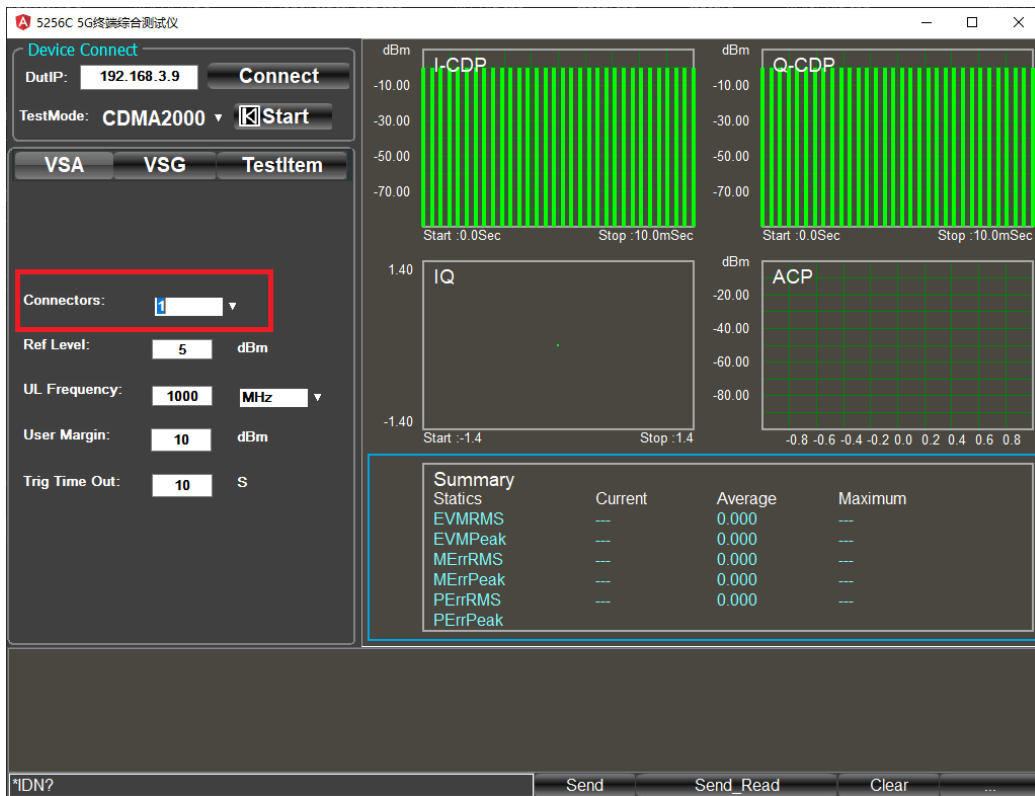 5256C 5G终端综合测试仪
Device Connect
DutIP: 192.168.3.9 Connect
TestMode: CDMA2000 Start
VSA VSG TestItem
Connectors: 1
Ref Level: 5 dBm
UL Frequency: 1000 MHz
User Margin: 10 dBm
Trig Time Out: 10 S
dBm
I-CDP
-10.00
-30.00
-50.00
-70.00
Start :0.0Sec Stop :10.0mSec
dBm
Q-CDP
-10.00
-30.00
-50.00
-70.00
Start :0.0Sec Stop :10.0mSec
1.40
IQ
-1.40
Start :-1.4 Stop :1.4
dBm
ACP
-20.00
-40.00
-60.00
-80.00
-0.8 -0.6 -0.4 -0.2 0.0 0.2 0.4 0.6 0.8
Summary
Statics Current Average Maximum
EVMRMS --- 0.000 ---
EVMPeak --- 0.000 ---
MErrRMS --- 0.000 ---
MErrPeak --- 0.000 ---
PErrRMS --- 0.000 ---
PErrPeak
*IDN? Send Send_Read Clear ...